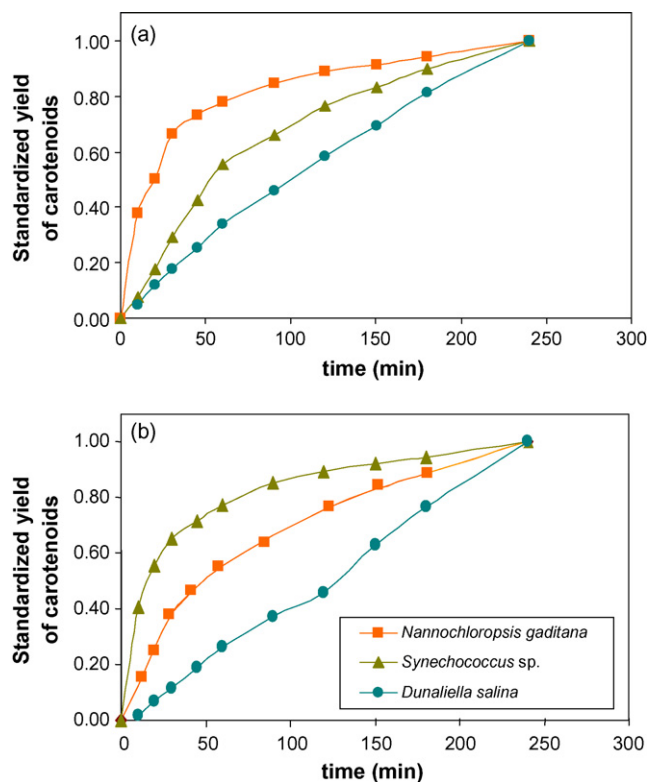 (a)
1.00
0.80
0.60
0.40
0.20
0.00
Standardized yield
of carotenoids
0 50 100 150 200 250 300
time (min)
(b)
1.00
0.80
0.60
0.40
0.20
0.00
Standardized yield
of carotenoids
Nannochloropsis gaditana
Synechococcus sp.
Dunaliella salina
0 50 100 150 200 250 300
time (min)